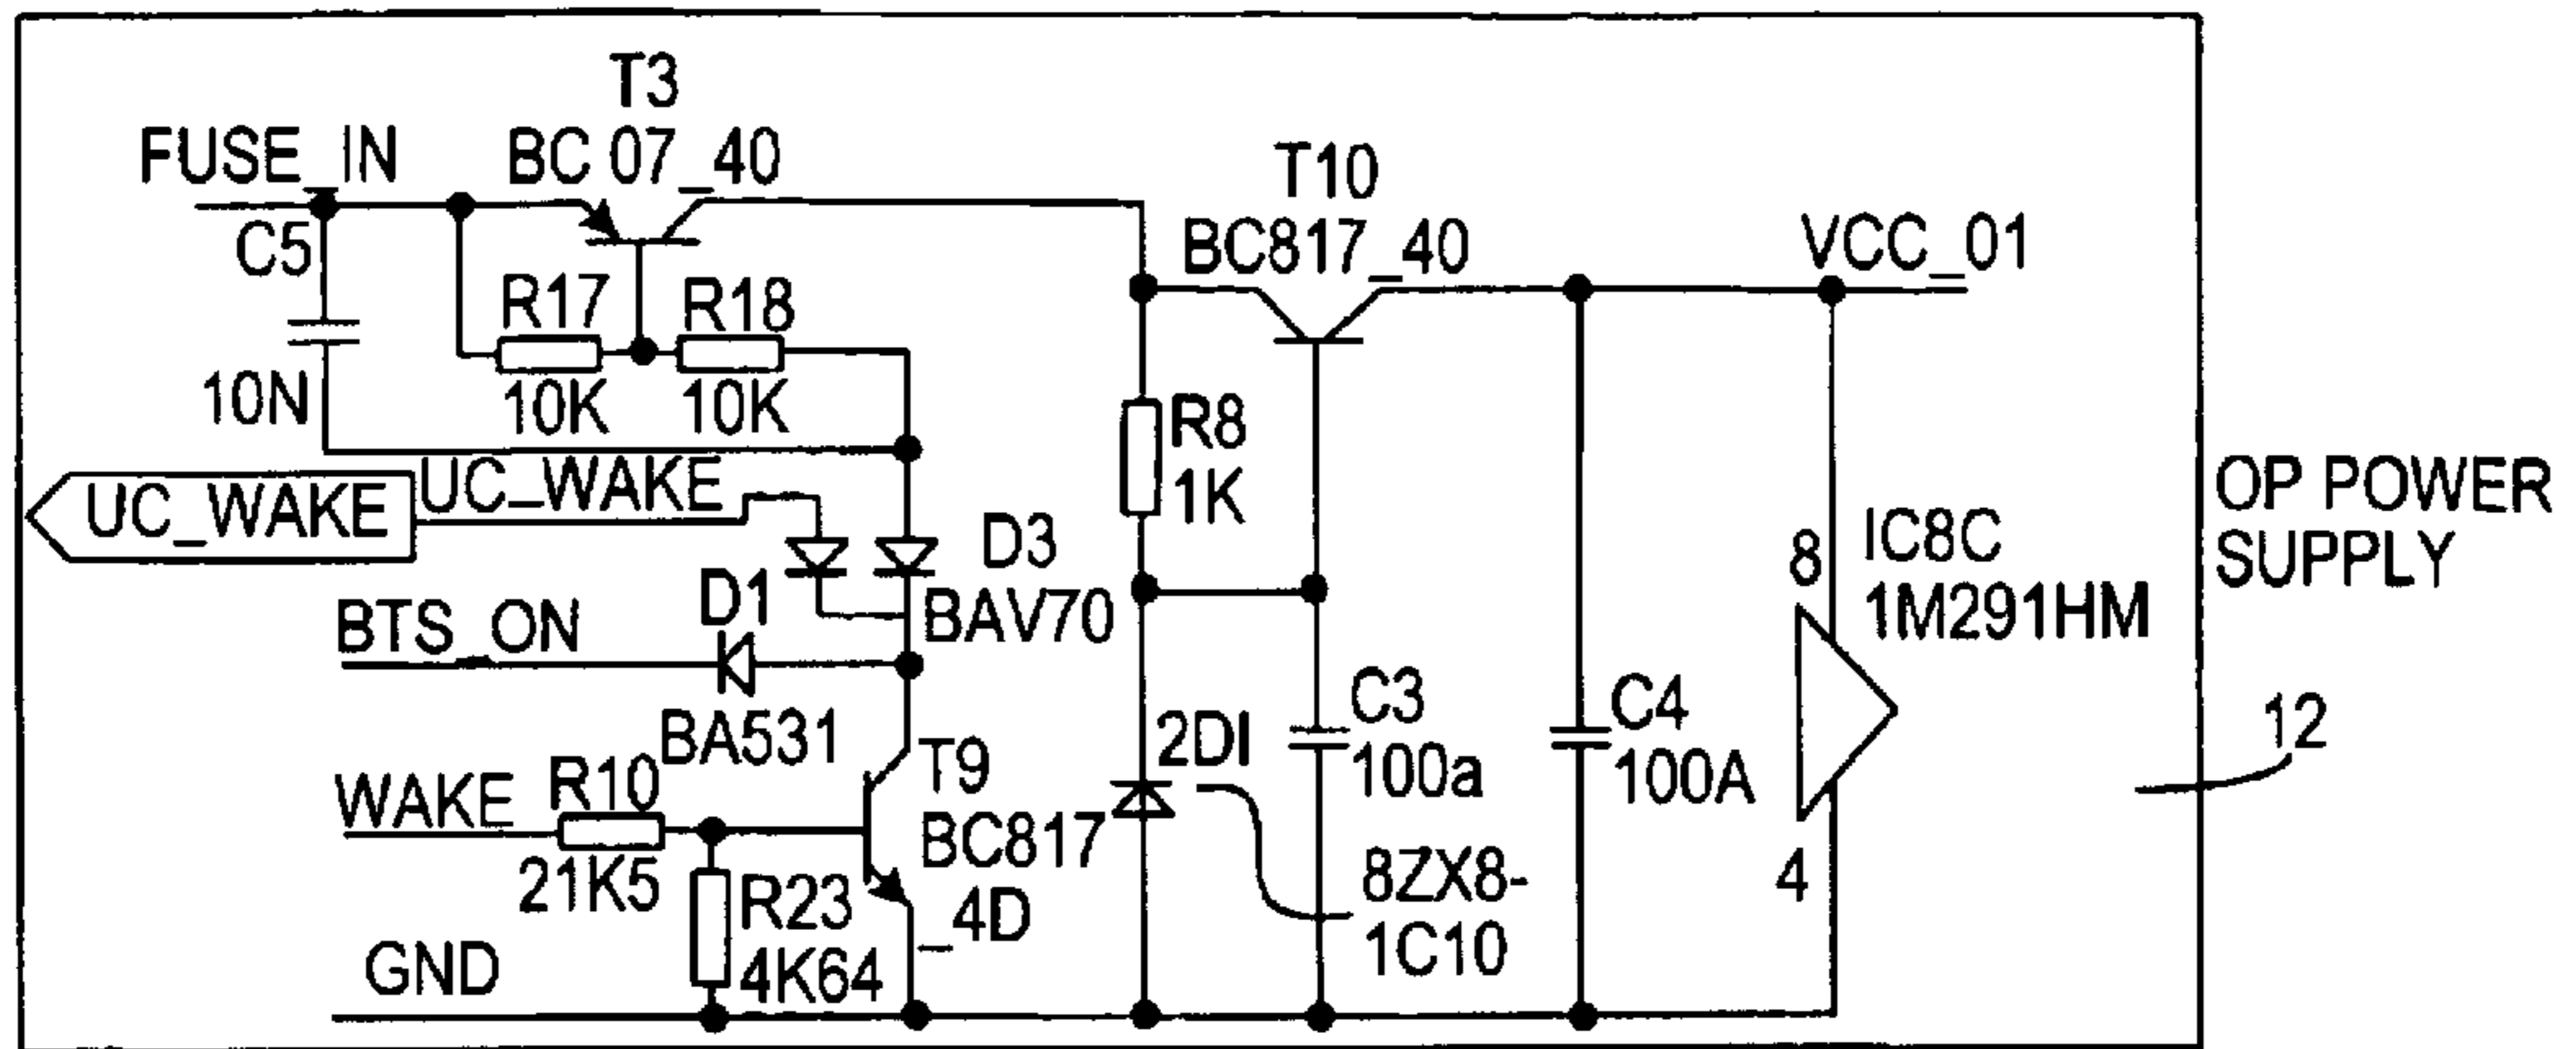 T3
FUSE_IN
BC 07_40
T10
BC817_40
VCC_01
C5
R17
R18
10N
10K
10K
R8
1K
UC_WAKE
UC_WAKE
D3
BAV70
D1
BTS_ON
BA531
IC8C
1M291HM
8
4
OP POWER
SUPPLY
12
2DI
C3
100a
C4
100A
WAKE
R10
21K5
T9
BC817
_4D
R23
4K64
8ZX8-
1C10
GND